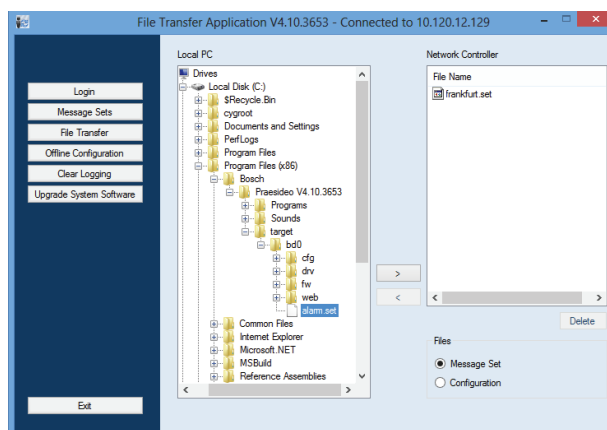 File Transfer Application V4.10.3653 - Connected to 10.120.12.129
Login
Message Sets
File Transfer
Offline Configuration
Clear Logging
Upgrade System Software
Exit
Local PC
Drives
Local Disk (C:)
$Recycle.Bin
cygroot
Documents and Settings
PerfLogs
Program Files
Program Files (x86)
Bosch
Praesideo V4.10.3653
Programs
Sounds
target
bd0
cfg
drv
fw
web
alarm.set
Common Files
Internet Explorer
Microsoft.NET
MSBuild
Reference Assemblies
>
<
Network Controller
File Name
frankfurt.set
Delete
Files
Message Set
Configuration